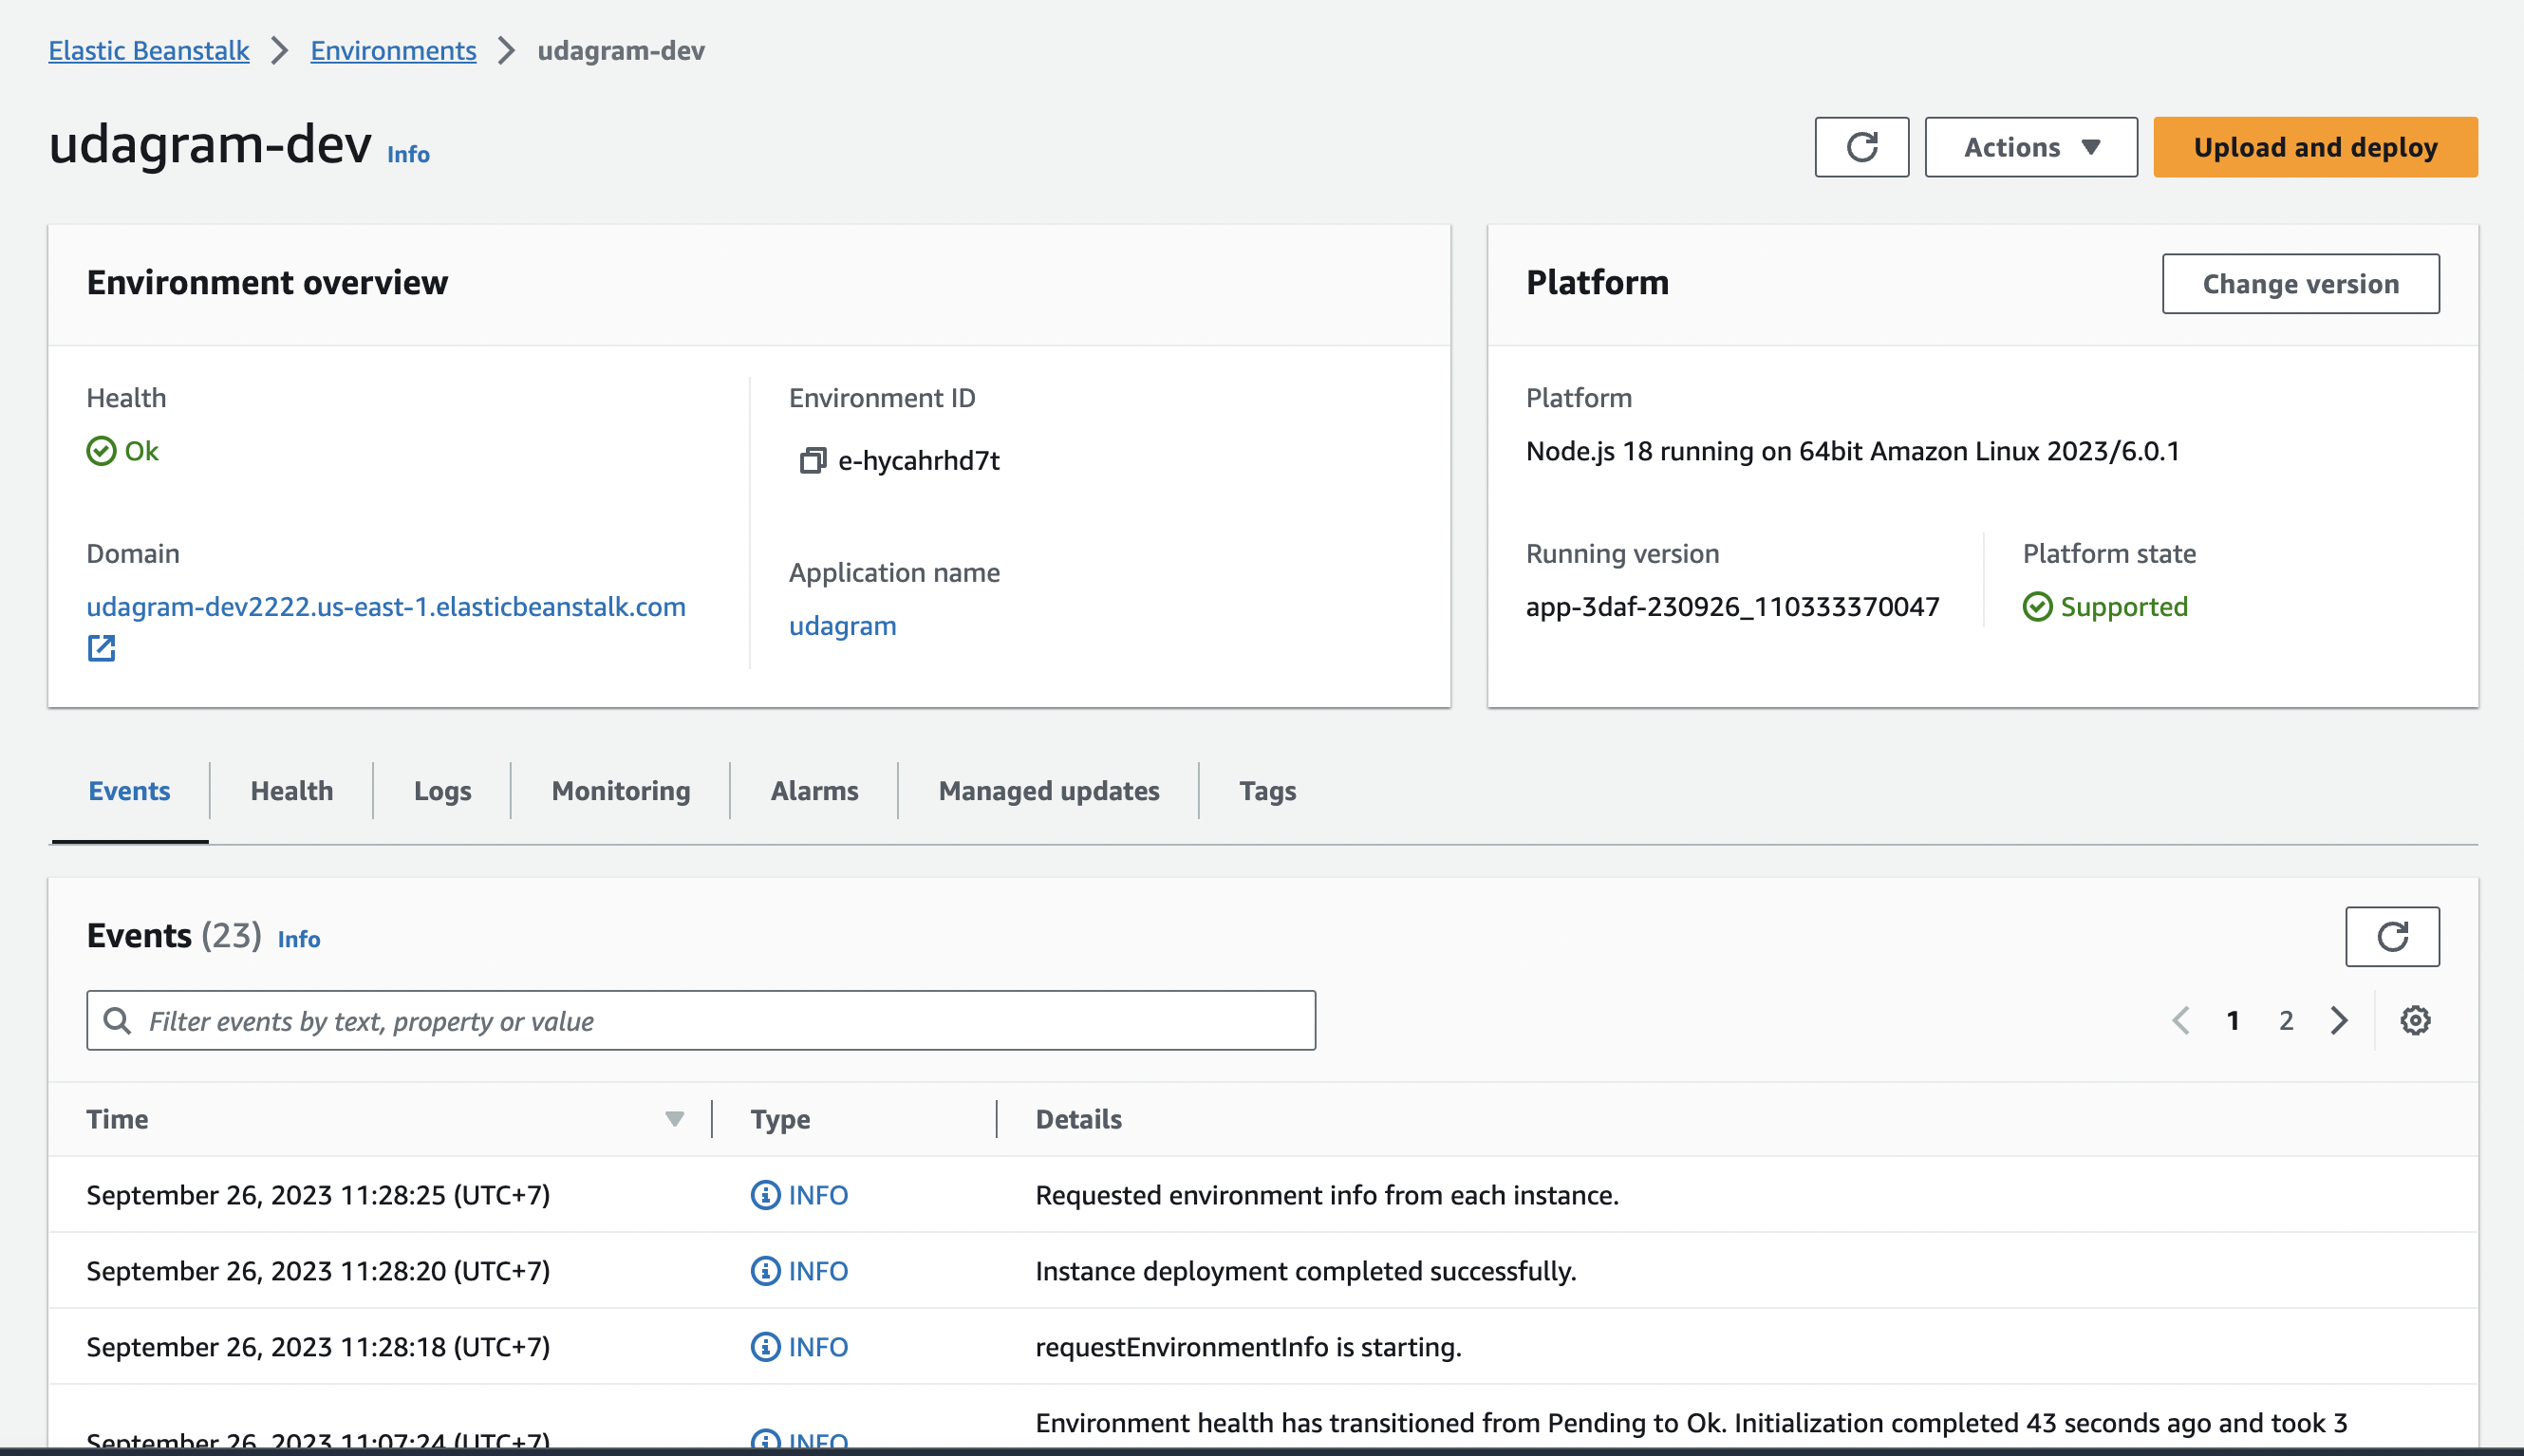 Elastic Beanstalk > Environments > udagram-dev
udagram-dev Info
Actions
Upload and deploy
Environment overview
Health
Ok
Environment ID
e-hycahrhd7t
Domain
udagram-dev2222.us-east-1.elasticbeanstalk.com
Application name
udagram
Platform
Change version
Platform
Node.js 18 running on 64bit Amazon Linux 2023/6.0.1
Running version
app-3daf-230926_110333370047
Platform state
Supported
Events Health Logs Monitoring Alarms Managed updates Tags
Events (23) Info
Filter events by text, property or value
1 2
Time Type Details
September 26, 2023 11:28:25 (UTC+7) INFO Requested environment info from each instance.
September 26, 2023 11:28:20 (UTC+7) INFO Instance deployment completed successfully.
September 26, 2023 11:28:18 (UTC+7) INFO requestEnvironmentInfo is starting.
Environment health has transitioned from Pending to Ok. Initialization completed 43 seconds ago and took 3
September 26, 2023 11:07:24 (UTC+7) INFO